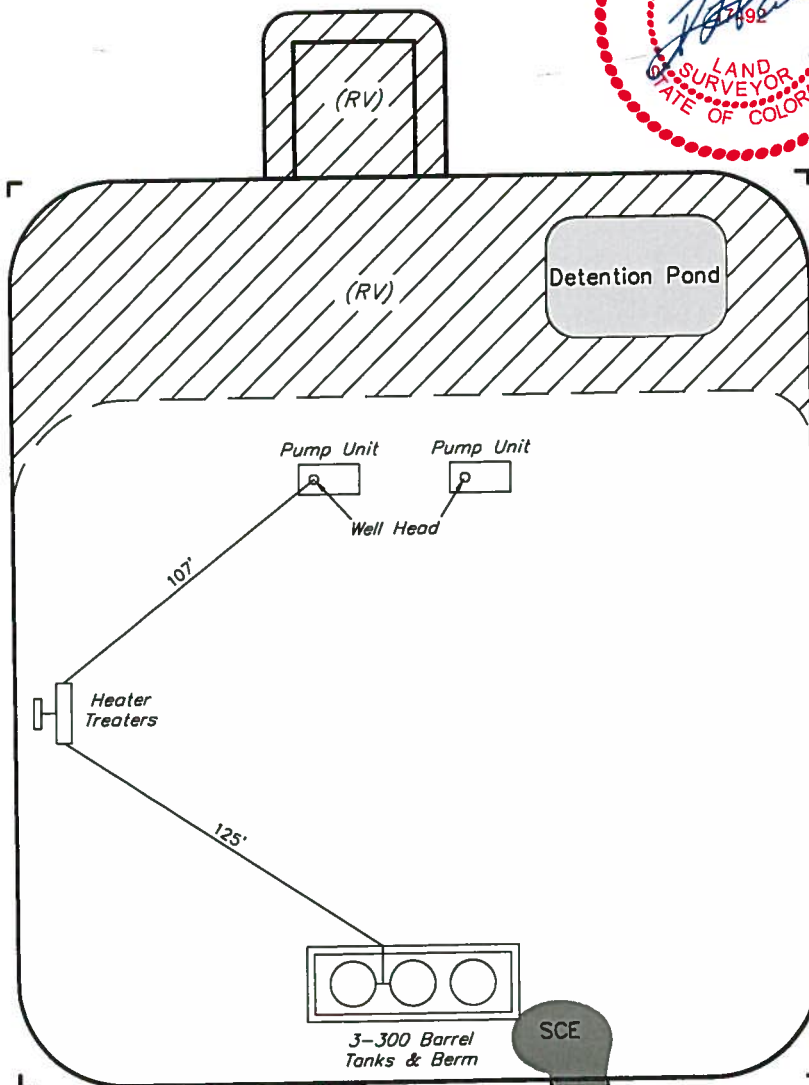 LAND
SURVEYOR
STATE OF COLORA
(RV)
(RV)
Detention Pond
Pump Unit
Pump Unit
Well Head
107'
Heater
Treaters
125'
3-300 Barrel
Tanks & Berm
SCE